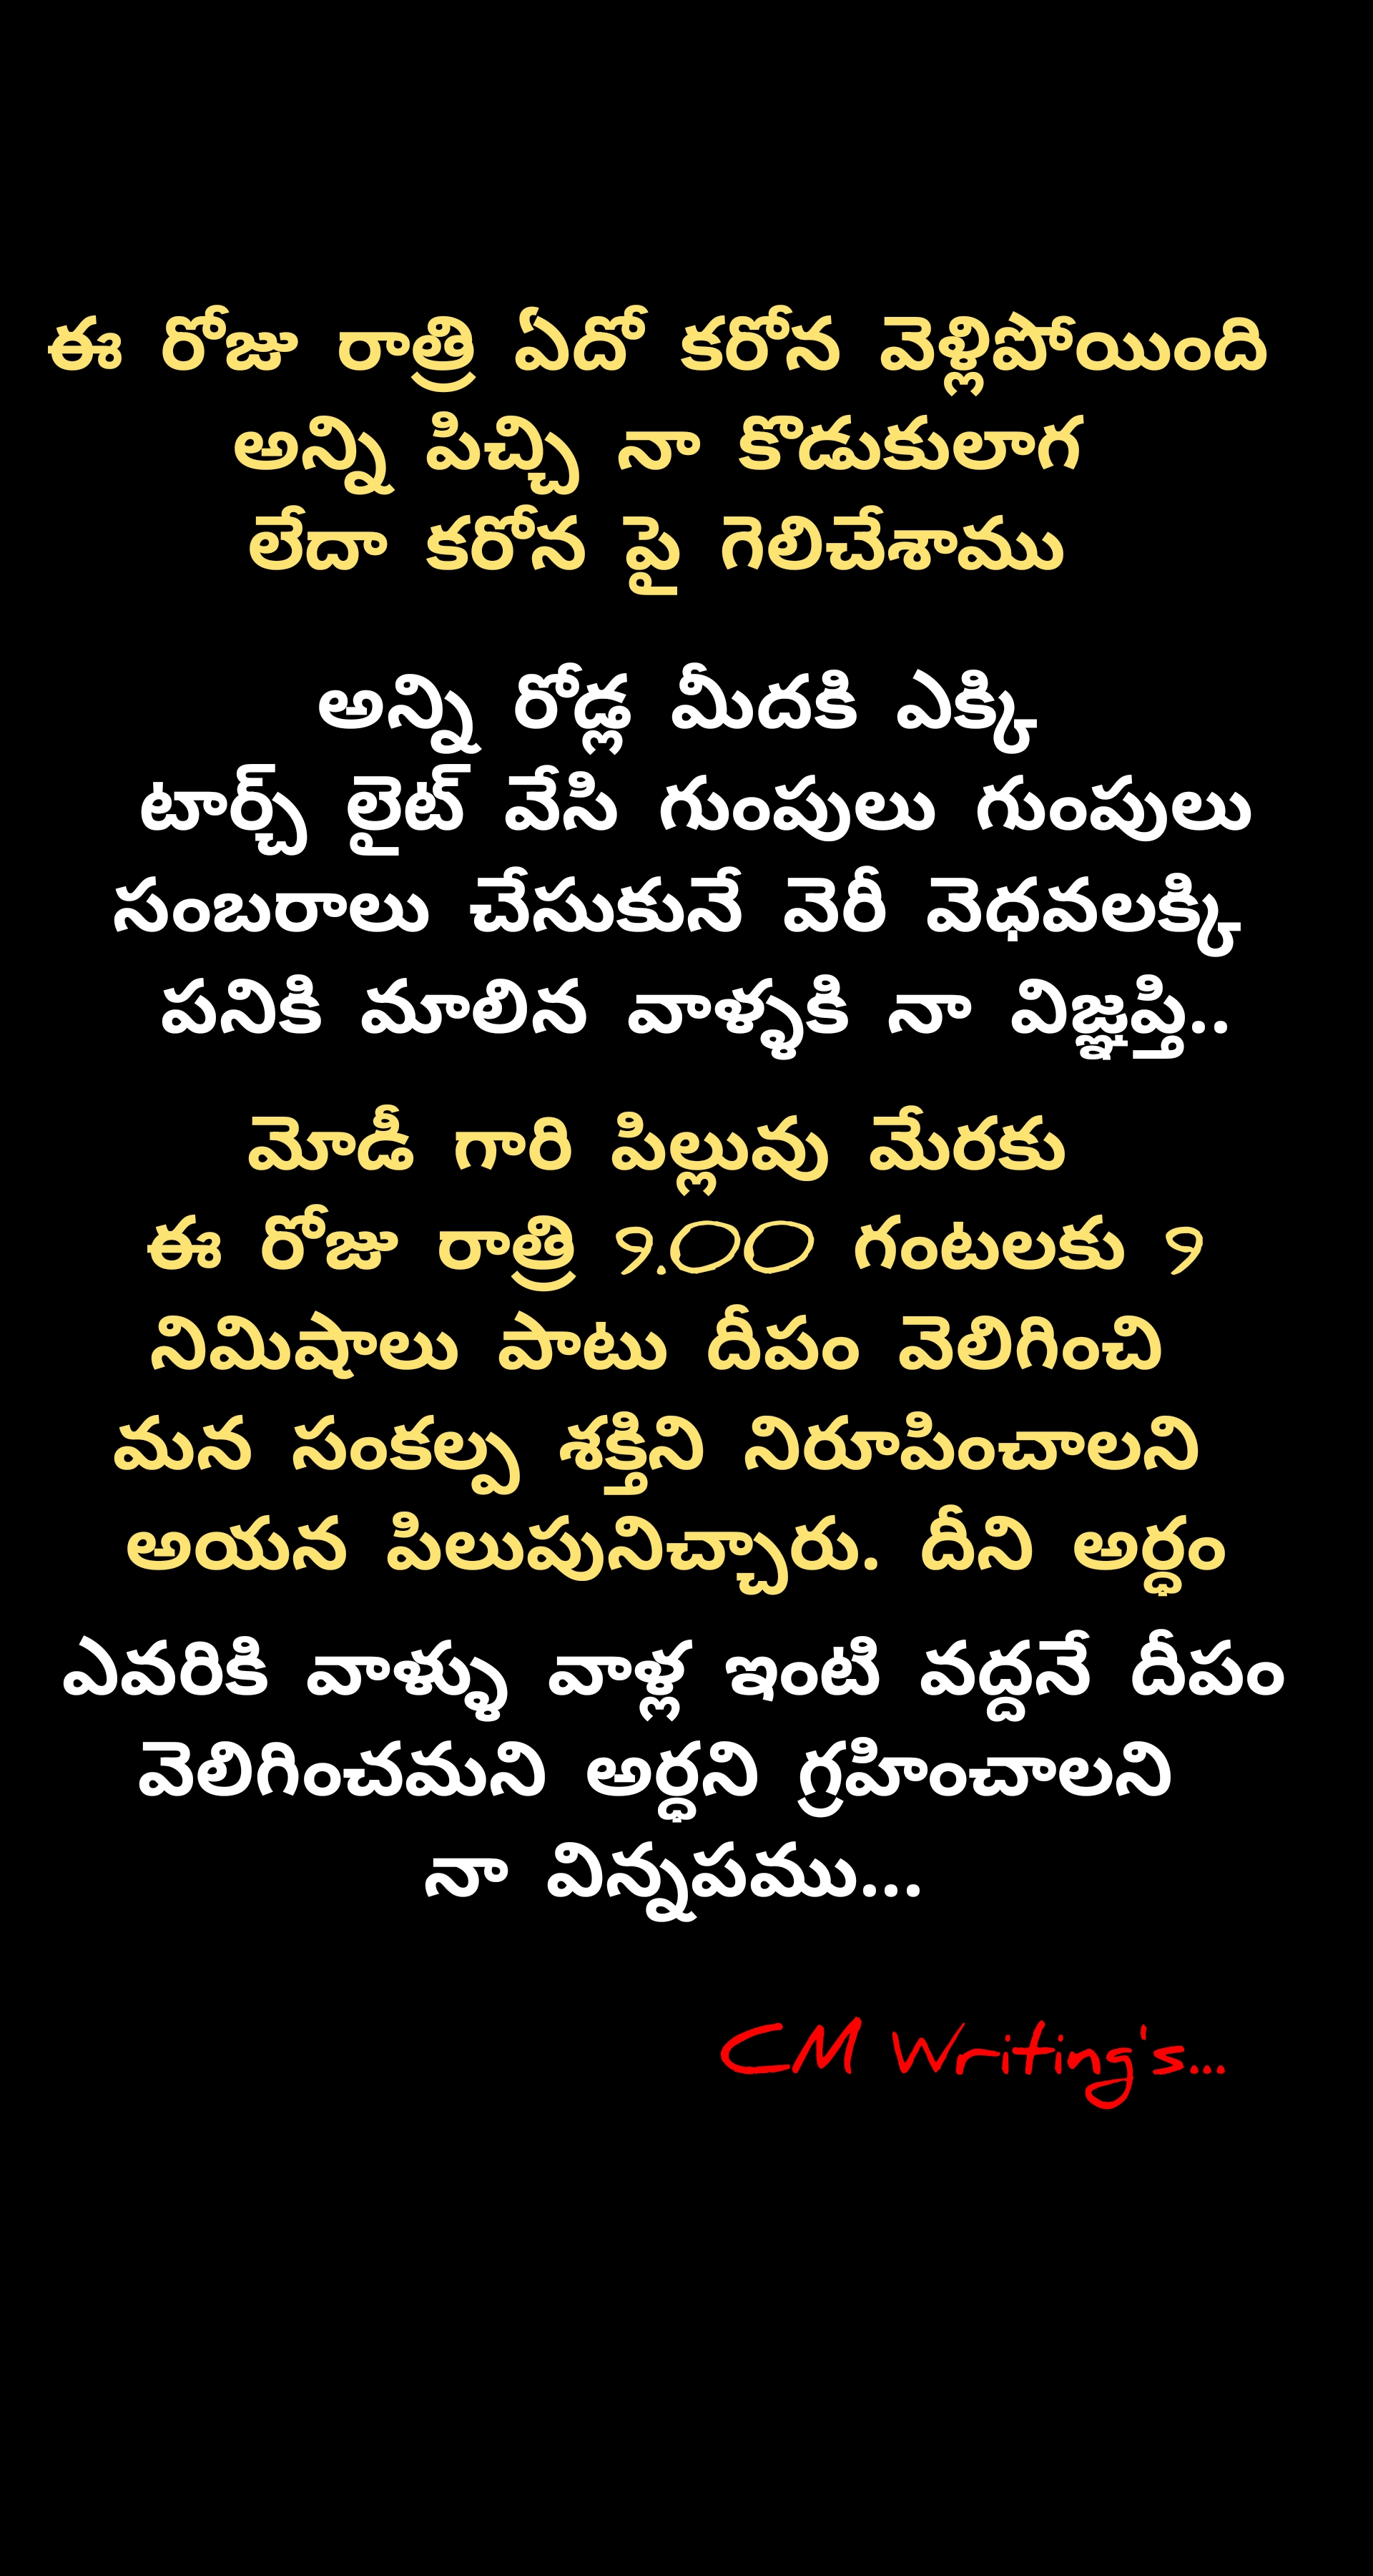 ఈ రోజు రాత్రి ఏదో కరోన వెళ్లిపోయింది
అన్ని పిచ్చి నా కొడుకులాగ
లేదా కరోన పై గెలిచేశాము
అన్ని రోడ్ల మీదకి ఎక్కి
టార్చ్ లైట్ వేసి గుంపులు గుంపులు
సంబరాలు చేసుకునే వెరీ వెధవలక్కి
పనికి మాలిన వాళ్ళకి నా విజ్ఞప్తి..
మోడీ గారి పిల్లువు మేరకు
ఈ రోజు రాత్రి 9.00 గంటలకు 9
నిమిషాలు పాటు దీపం వెలిగించి
మన సంకల్ప శక్తిని నిరూపించాలని
అయన పిలుపునిచ్చారు. దీని అర్ధం
ఎవరికి వాళ్ళు వాళ్ల ఇంటి వద్దనే దీపం
వెలిగించమని అర్ధని గ్రహించాలని
నా విన్నపము...
CM Writing's...